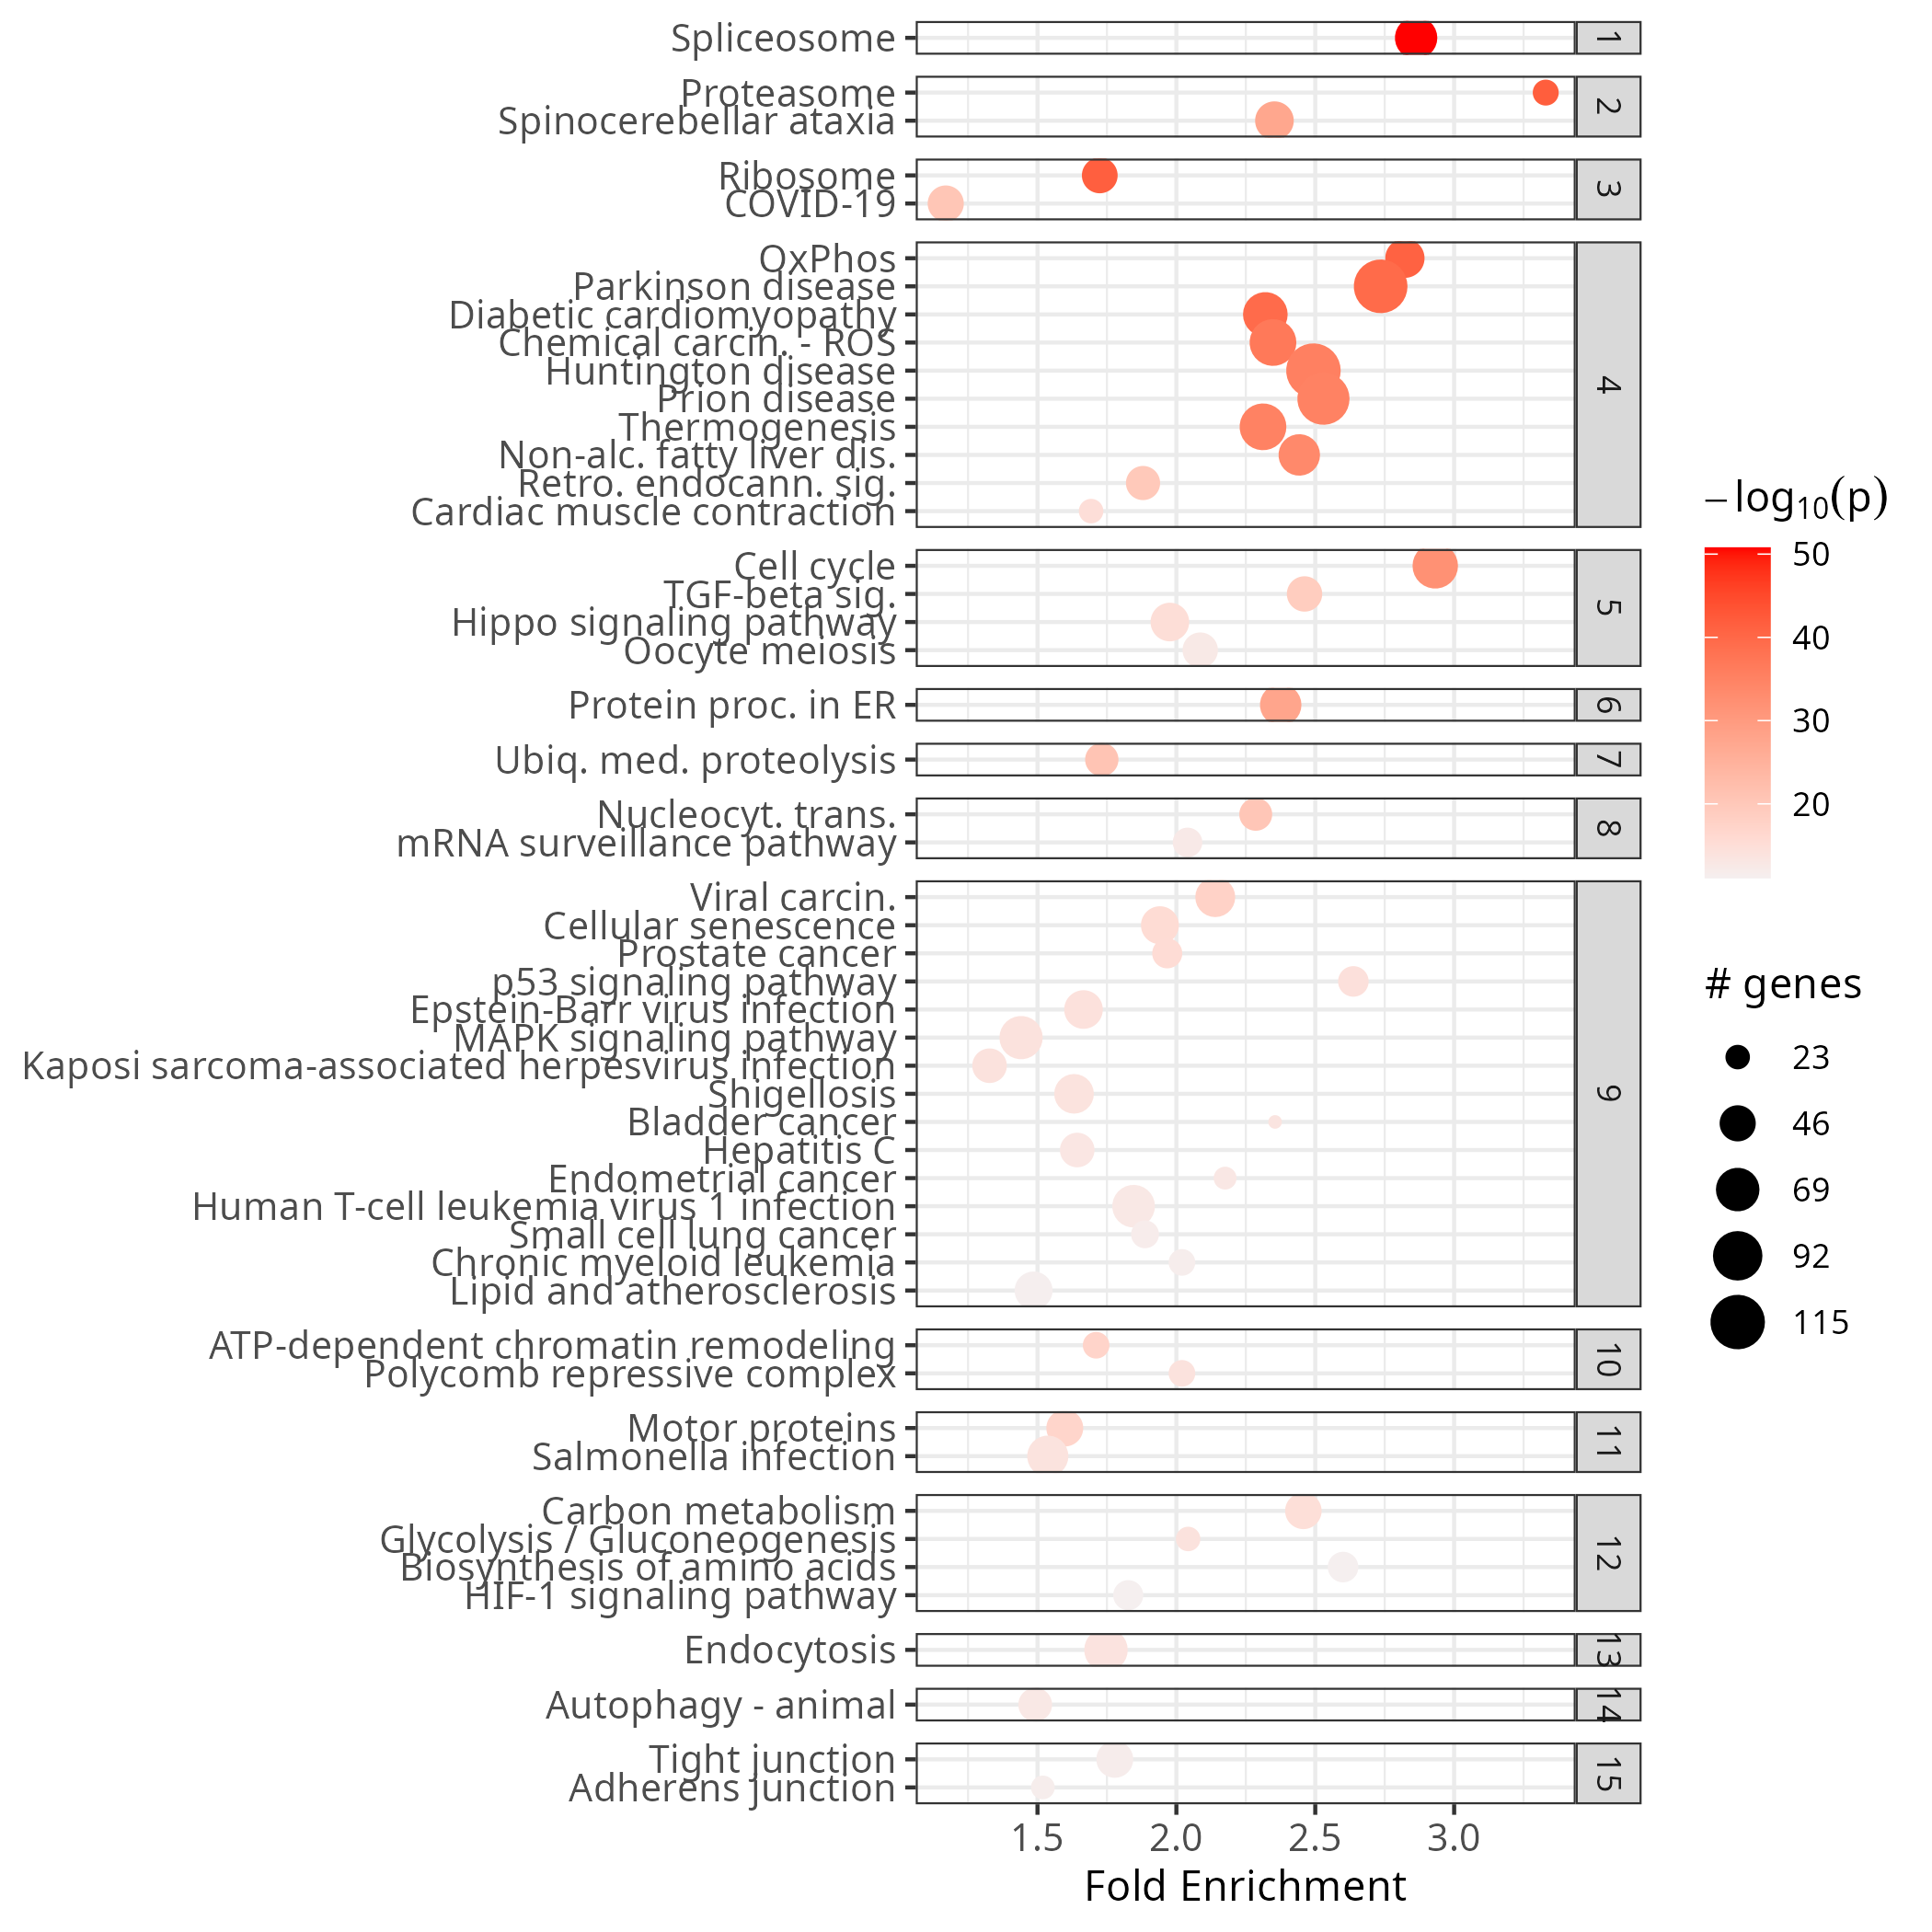 Spliceosome
1
Proteasome
Spinocerebellar ataxia
2
Ribosome
COVID-19
3
OxPhos
Parkinson disease
Diabetic cardiomyopathy
Chemical carcin. - ROS
Huntington disease
Prion disease
Thermogenesis
Non-alc. fatty liver dis.
Retro. endocann. sig.
Cardiac muscle contraction
4
Cell cycle
TGF-beta sig.
Hippo signaling pathway
Oocyte meiosis
5
Protein proc. in ER
6
Ubiq. med. proteolysis
7
Nucleocyt. trans.
mRNA surveillance pathway
8
Viral carcin.
Cellular senescence
Prostate cancer
p53 signaling pathway
Epstein-Barr virus infection
MAPK signaling pathway
Kaposi sarcoma-associated herpesvirus infection
Shigellosis
Bladder cancer
Hepatitis C
Endometrial cancer
Human T-cell leukemia virus 1 infection
Small cell lung cancer
Chronic myeloid leukemia
Lipid and atherosclerosis
9
ATP-dependent chromatin remodeling
Polycomb repressive complex
10
Motor proteins
Salmonella infection
11
Carbon metabolism
Glycolysis / Gluconeogenesis
Biosynthesis of amino acids
HIF-1 signaling pathway
12
Endocytosis
13
Autophagy - animal
14
Tight junction
Adherens junction
15
1.5 2.0 2.5 3.0
Fold Enrichment
−log₁₀(p)
50
40
30
20
# genes
23
46
69
92
115